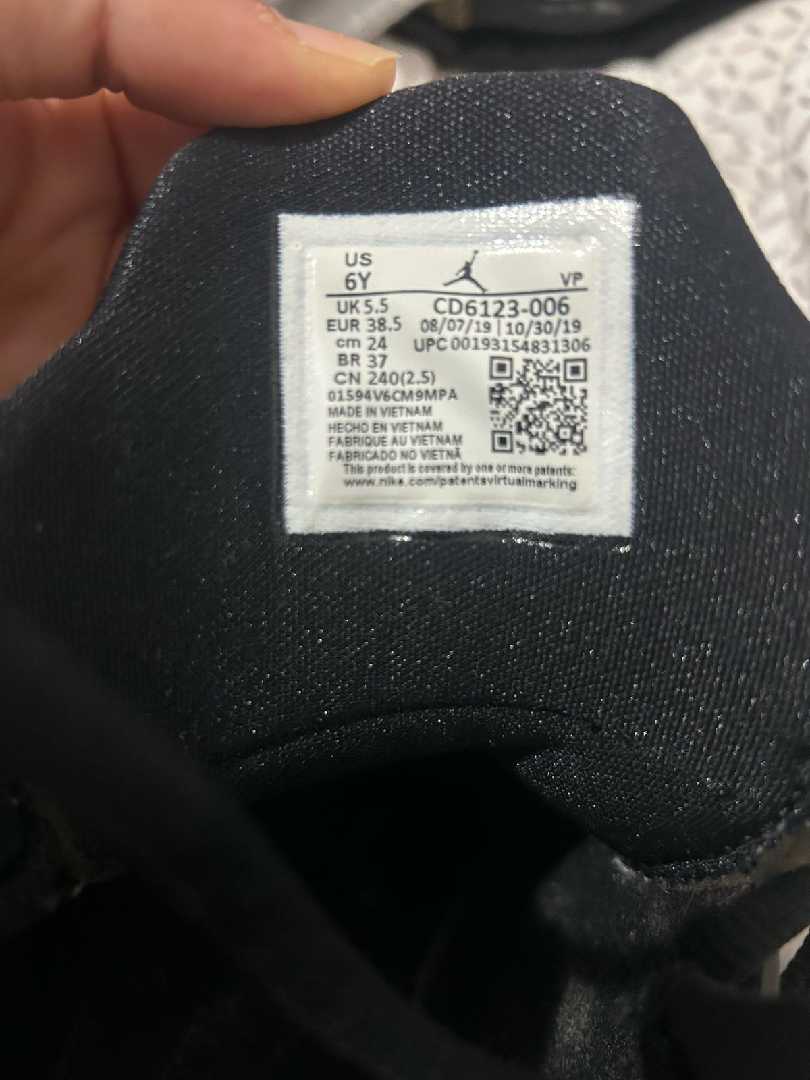 US
6Y VP
UK 5.5 CD6123-006
EUR 38.5 08/07/19 | 10/30/19
cm 24 UPC 00193154831306
BR 37
CN 240(2.5)
01594V6CM9MPA
MADE IN VIETNAM
HECHO EN VIETNAM
FABRIQUE AU VIETNAM
FABRICADO NO VIETNÃ
This product is covered by one or more patents:
www.nike.com/patentsvirtualmarking